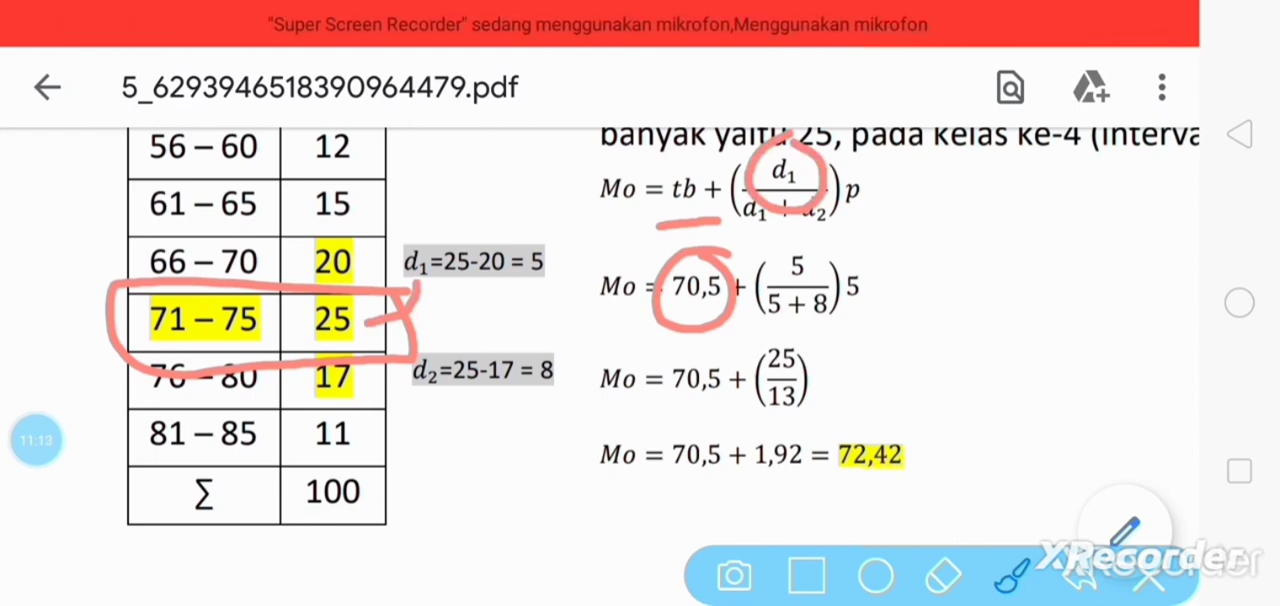 "Super Screen Recorder" sedang menggunakan mikrofon,Menggunakan mikrofon
5_6293946518390964479.pdf
56 – 60 12
61 – 65 15
66 – 70 20
71 – 75 25
76 – 80 17
81 – 85 11
∑ 100
d₁=25-20 = 5
d₂=25-17 = 8
banyak yaitu 25, pada kelas ke-4 (interva
Mo = tb + (d₁ / d₁ + d₂) p
Mo = 70,5 + (5 / 5 + 8) 5
Mo = 70,5 + (25 / 13)
Mo = 70,5 + 1,92 = 72,42
11:13
XRecorder